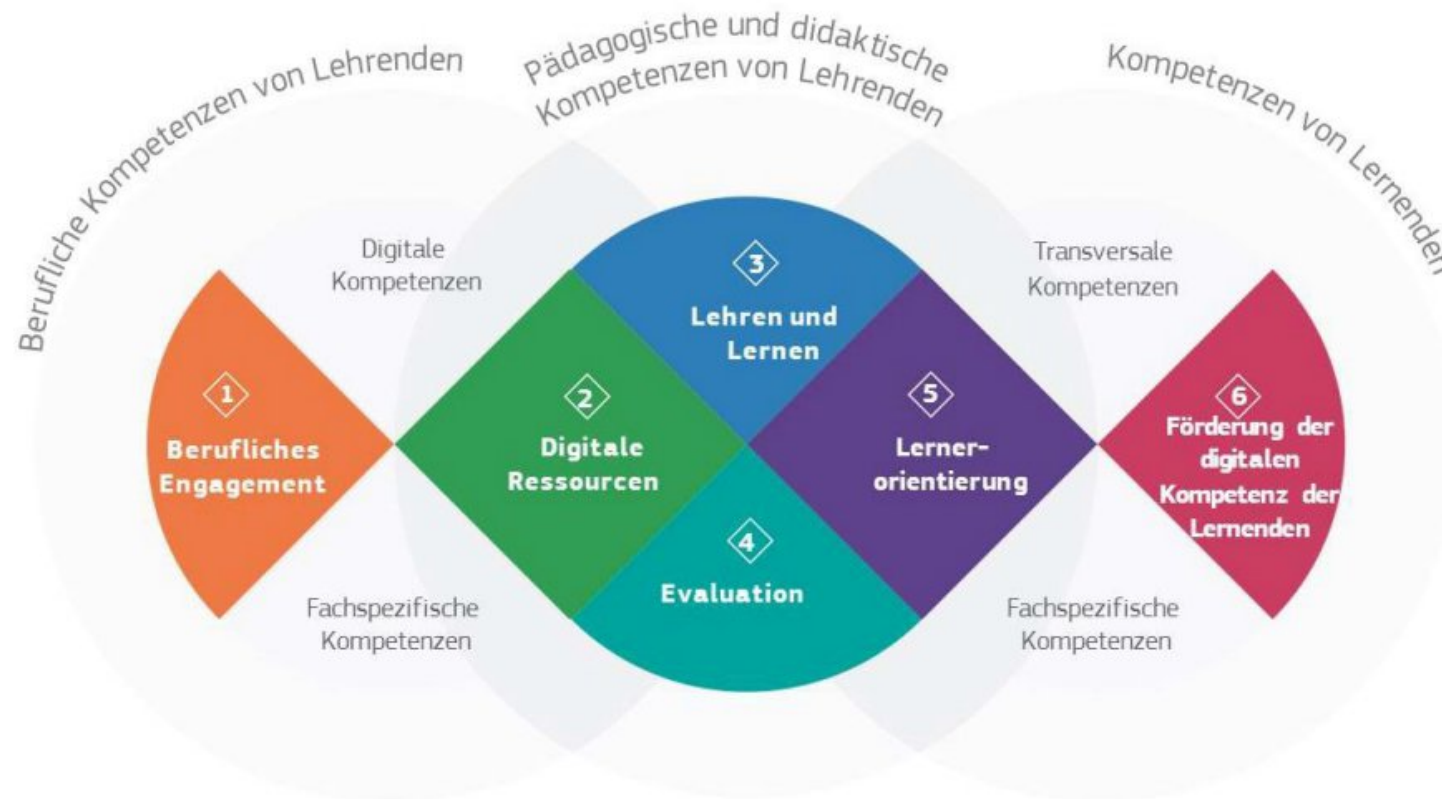 Berufliche Kompetenzen von Lehrenden
Pädagogische und didaktische
Kompetenzen von Lehrenden
Kompetenzen von Lernenden
Digitale
Kompetenzen
Transversale
Kompetenzen
1
Berufliches
Engagement
2
Digitale
Ressourcen
3
Lehren und
Lernen
4
Evaluation
5
Lerner-
orientierung
6
Förderung der
digitalen
Kompetenz der
Lernenden
Fachspezifische
Kompetenzen
Fachspezifische
Kompetenzen